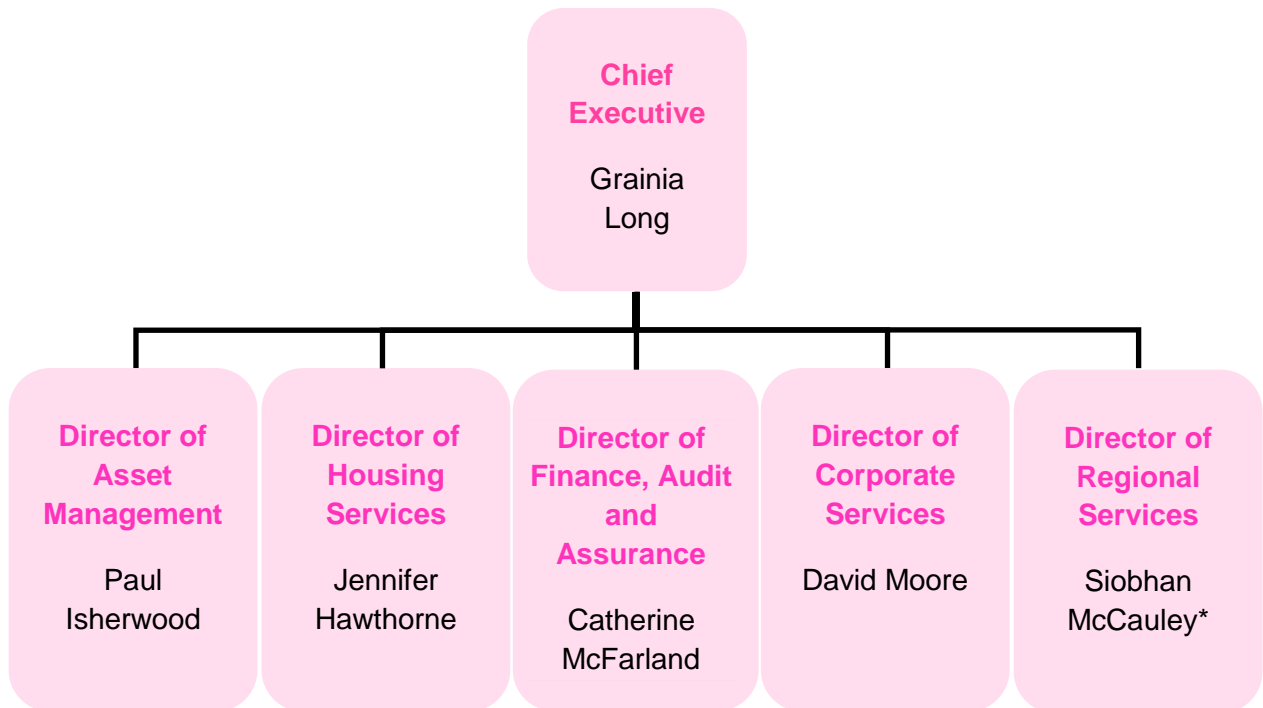 Chief
Executive
Grainia
Long
Director of
Asset
Management
Paul
Isherwood
Director of
Housing
Services
Jennifer
Hawthorne
Director of
Finance, Audit
and
Assurance
Catherine
McFarland
Director of
Corporate
Services
David Moore
Director of
Regional
Services
Siobhan
McCauley*